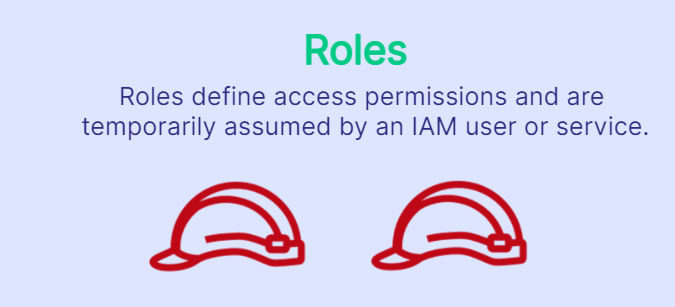 Roles
Roles define access permissions and are
temporarily assumed by an IAM user or service.